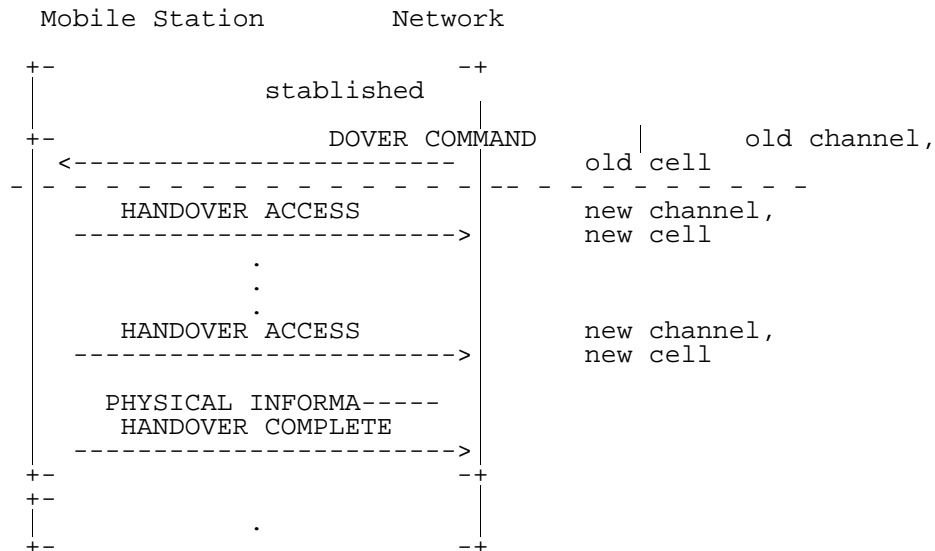 Mobile Station Network
+- -+
stablished
+- DOVER COMMAND | old channel,
<------------------------ old cell
- - - - - - - - - - - - - - - -- - - - - - - - - -
HANDOVER ACCESS new channel,
------------------------> new cell
.
.
.
HANDOVER ACCESS new channel,
------------------------> new cell
PHYSICAL INFORMA-----
HANDOVER COMPLETE
------------------------>
+- -+
+-
.
+- -+